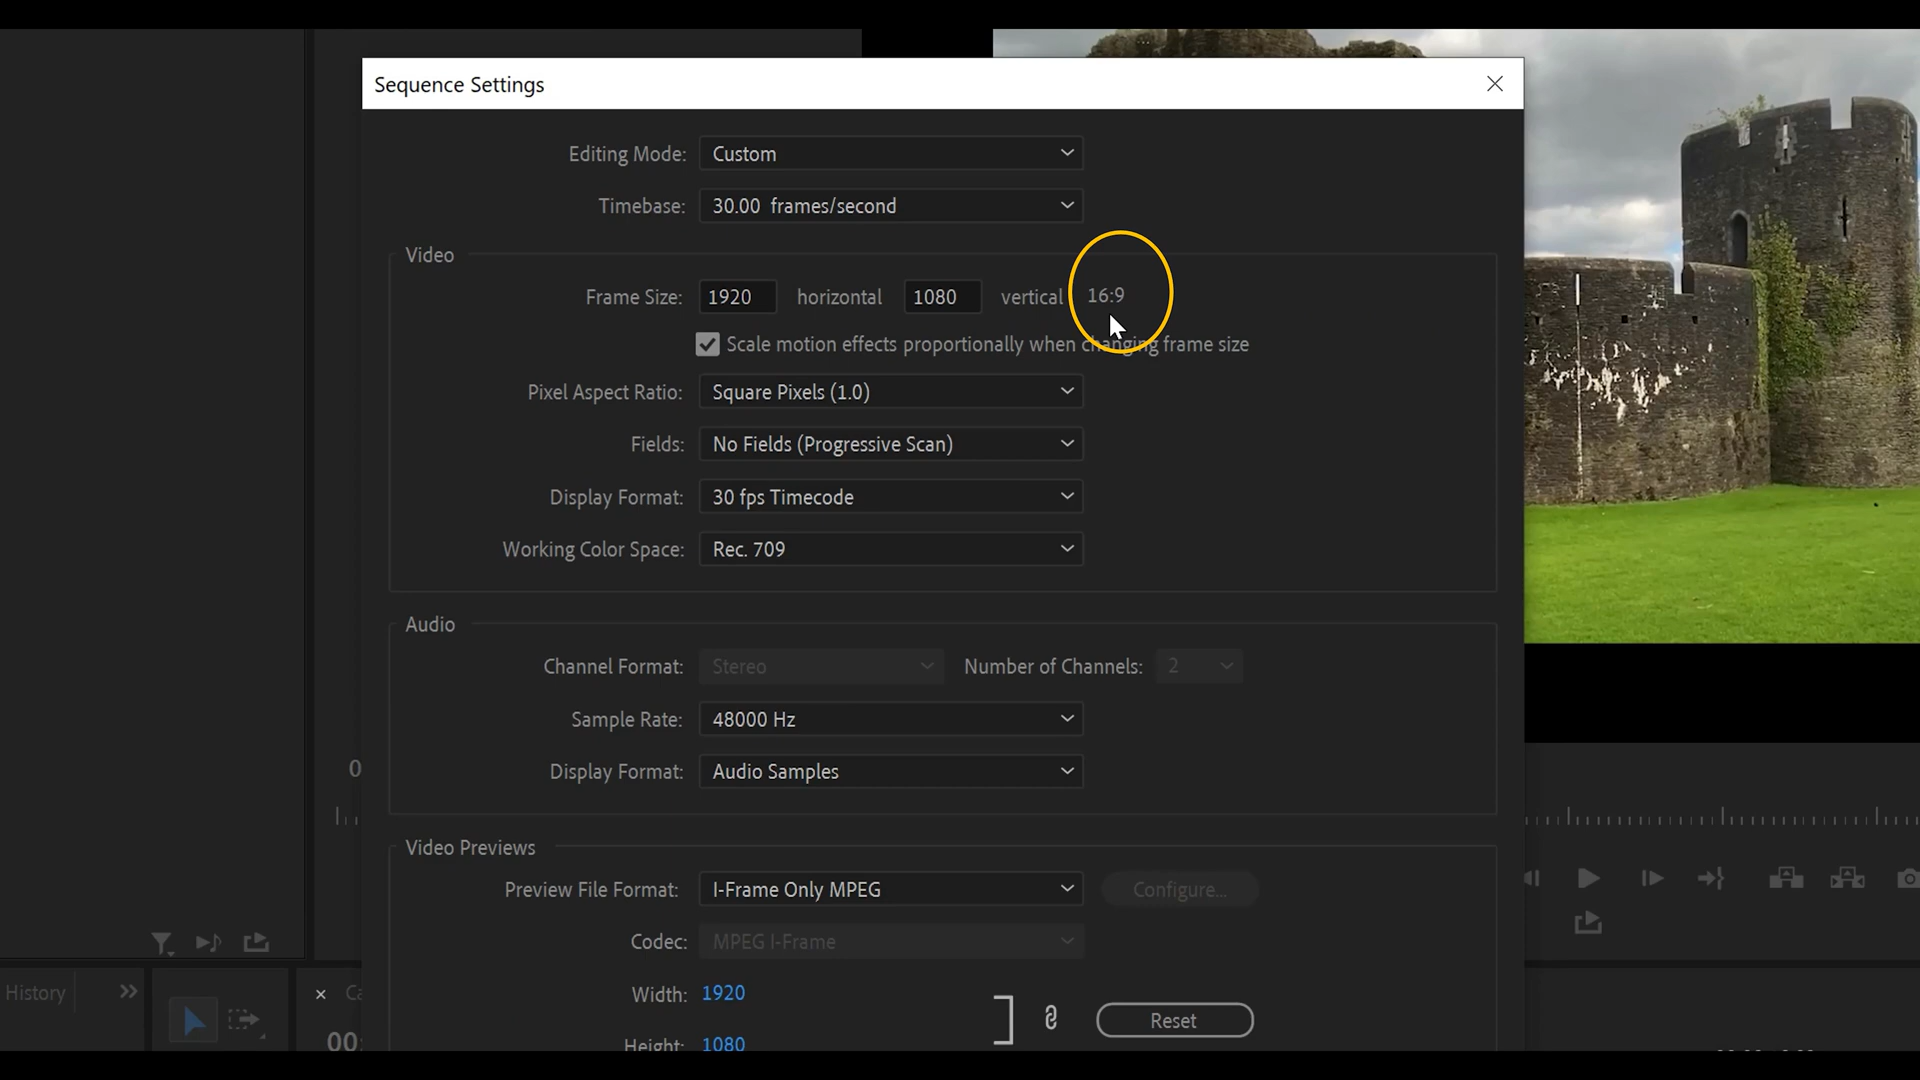 Sequence Settings
Editing Mode: Custom
Timebase: 30.00 frames/second
Video
Frame Size: 1920 horizontal 1080 vertical 16:9
Scale motion effects proportionally when changing frame size
Pixel Aspect Ratio: Square Pixels (1.0)
Fields: No Fields (Progressive Scan)
Display Format: 30 fps Timecode
Working Color Space: Rec. 709
Audio
Channel Format: Stereo Number of Channels: 2
Sample Rate: 48000 Hz
Display Format: Audio Samples
Video Previews
Preview File Format: I-Frame Only MPEG Configure...
Codec: MPEG I-Frame
Width: 1920
Height: 1080
Reset
History
00: